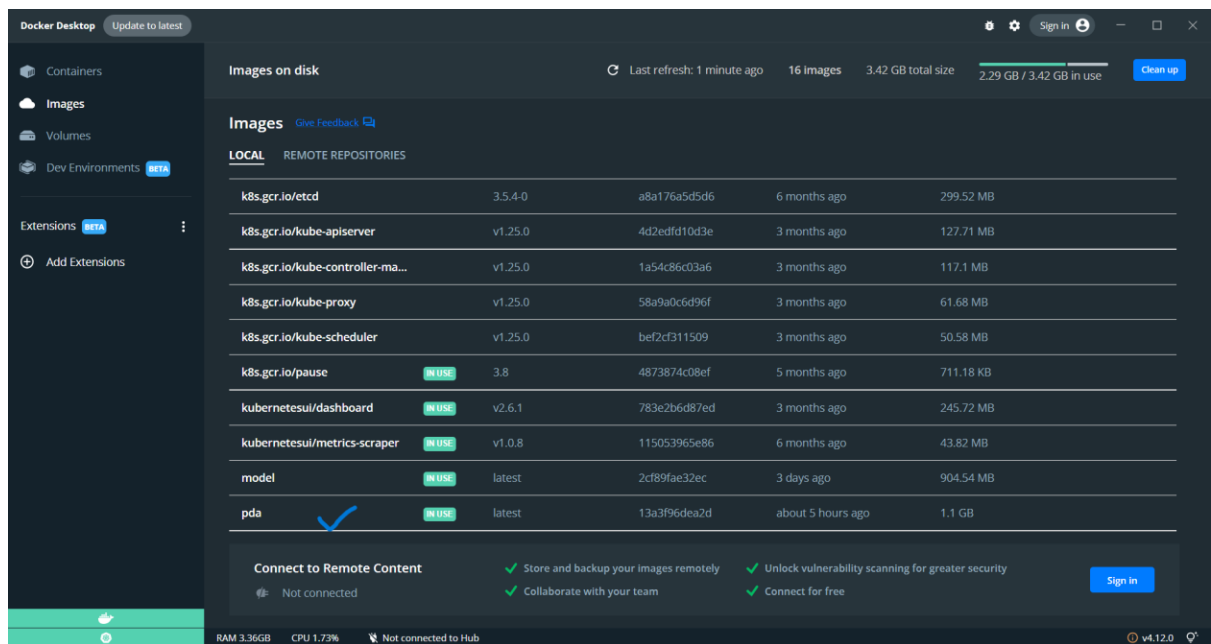 Docker Desktop Update to latest Sign in
Containers
Images
Volumes
Dev Environments BETA
Extensions BETA
Add Extensions
Images on disk Last refresh: 1 minute ago 16 images 3.42 GB total size 2.29 GB / 3.42 GB in use Clean up
Images Give Feedback
LOCAL REMOTE REPOSITORIES
k8s.gcr.io/etcd 3.5.4-0 a8a176a5d5d6 6 months ago 299.52 MB
k8s.gcr.io/kube-apiserver v1.25.0 4d2edfd10d3e 3 months ago 127.71 MB
k8s.gcr.io/kube-controller-ma... v1.25.0 1a54c86c03a6 3 months ago 117.1 MB
k8s.gcr.io/kube-proxy v1.25.0 58a9a0c6d96f 3 months ago 61.68 MB
k8s.gcr.io/kube-scheduler v1.25.0 bef2cf311509 3 months ago 50.58 MB
k8s.gcr.io/pause IN USE 3.8 4873874c08ef 5 months ago 711.18 KB
kubernetesui/dashboard IN USE v2.6.1 783e2b6d87ed 3 months ago 245.72 MB
kubernetesui/metrics-scraper IN USE v1.0.8 115053965e86 6 months ago 43.82 MB
model IN USE latest 2cf89fae32ec 3 days ago 904.54 MB
pda IN USE latest 13a3f96dea2d about 5 hours ago 1.1 GB
Connect to Remote Content
Not connected
Store and backup your images remotely
Collaborate with your team
Unlock vulnerability scanning for greater security
Connect for free
Sign in
RAM 3.36GB CPU 1.73% Not connected to Hub v4.12.0